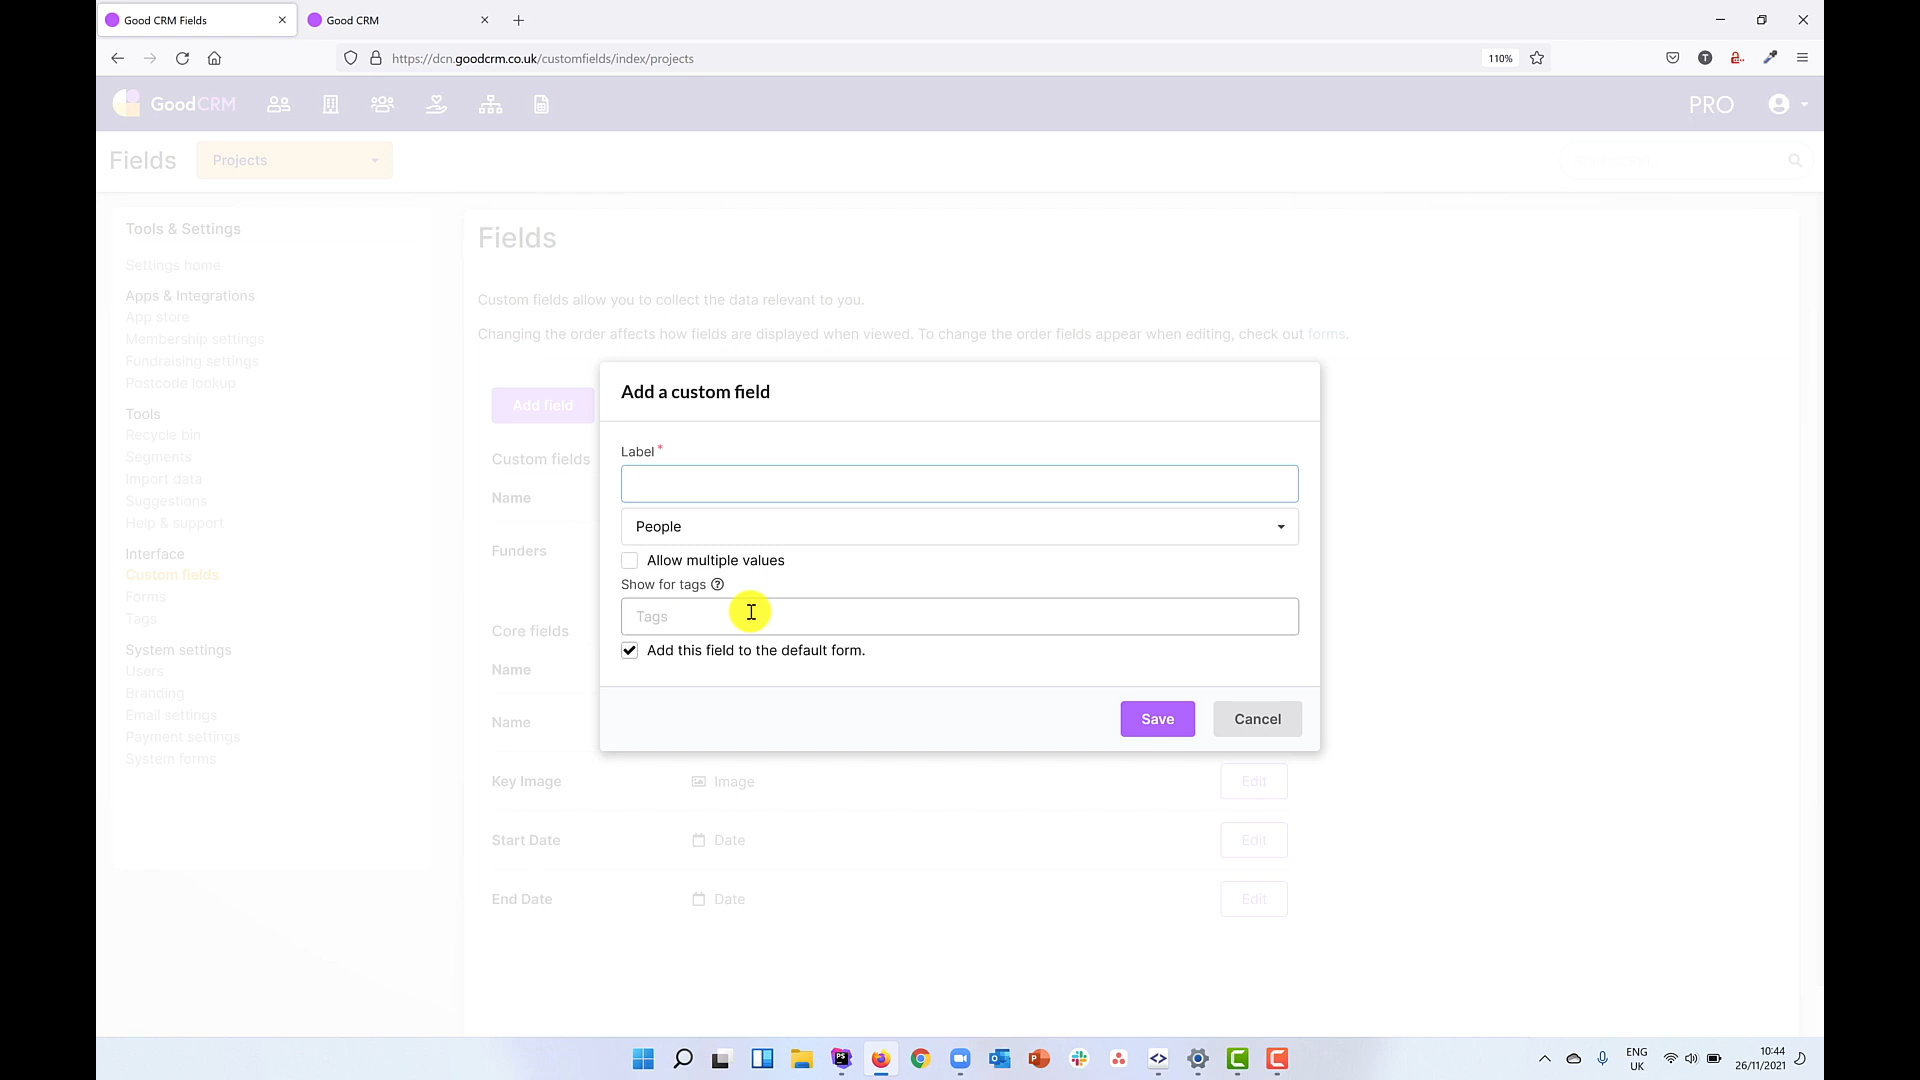 Good CRM Fields
Good CRM
https://dcn.goodcrm.co.uk/customfields/index/projects
110%
GoodCRM
PRO
Fields
Projects
Tools & Settings
Settings home
Apps & Integrations
App store
Membership settings
Fundraising settings
Postcode lookup
Tools
Recycle bin
Segments
Import data
Suggestions
Help & support
Interface
Custom fields
Forms
Tags
System settings
Users
Branding
Email settings
Payment settings
System forms
Fields
Custom fields allow you to collect the data relevant to you.
Changing the order affects how fields are displayed when viewed. To change the order fields appear when editing, check out forms.
Add field
Custom fields
Name
Funders
Core fields
Name
Name
Key Image Image Edit
Start Date Date Edit
End Date Date Edit
Add a custom field
Label *
People
Allow multiple values
Show for tags
Tags
Add this field to the default form.
Save Cancel
ENG
UK
10:44
26/11/2021